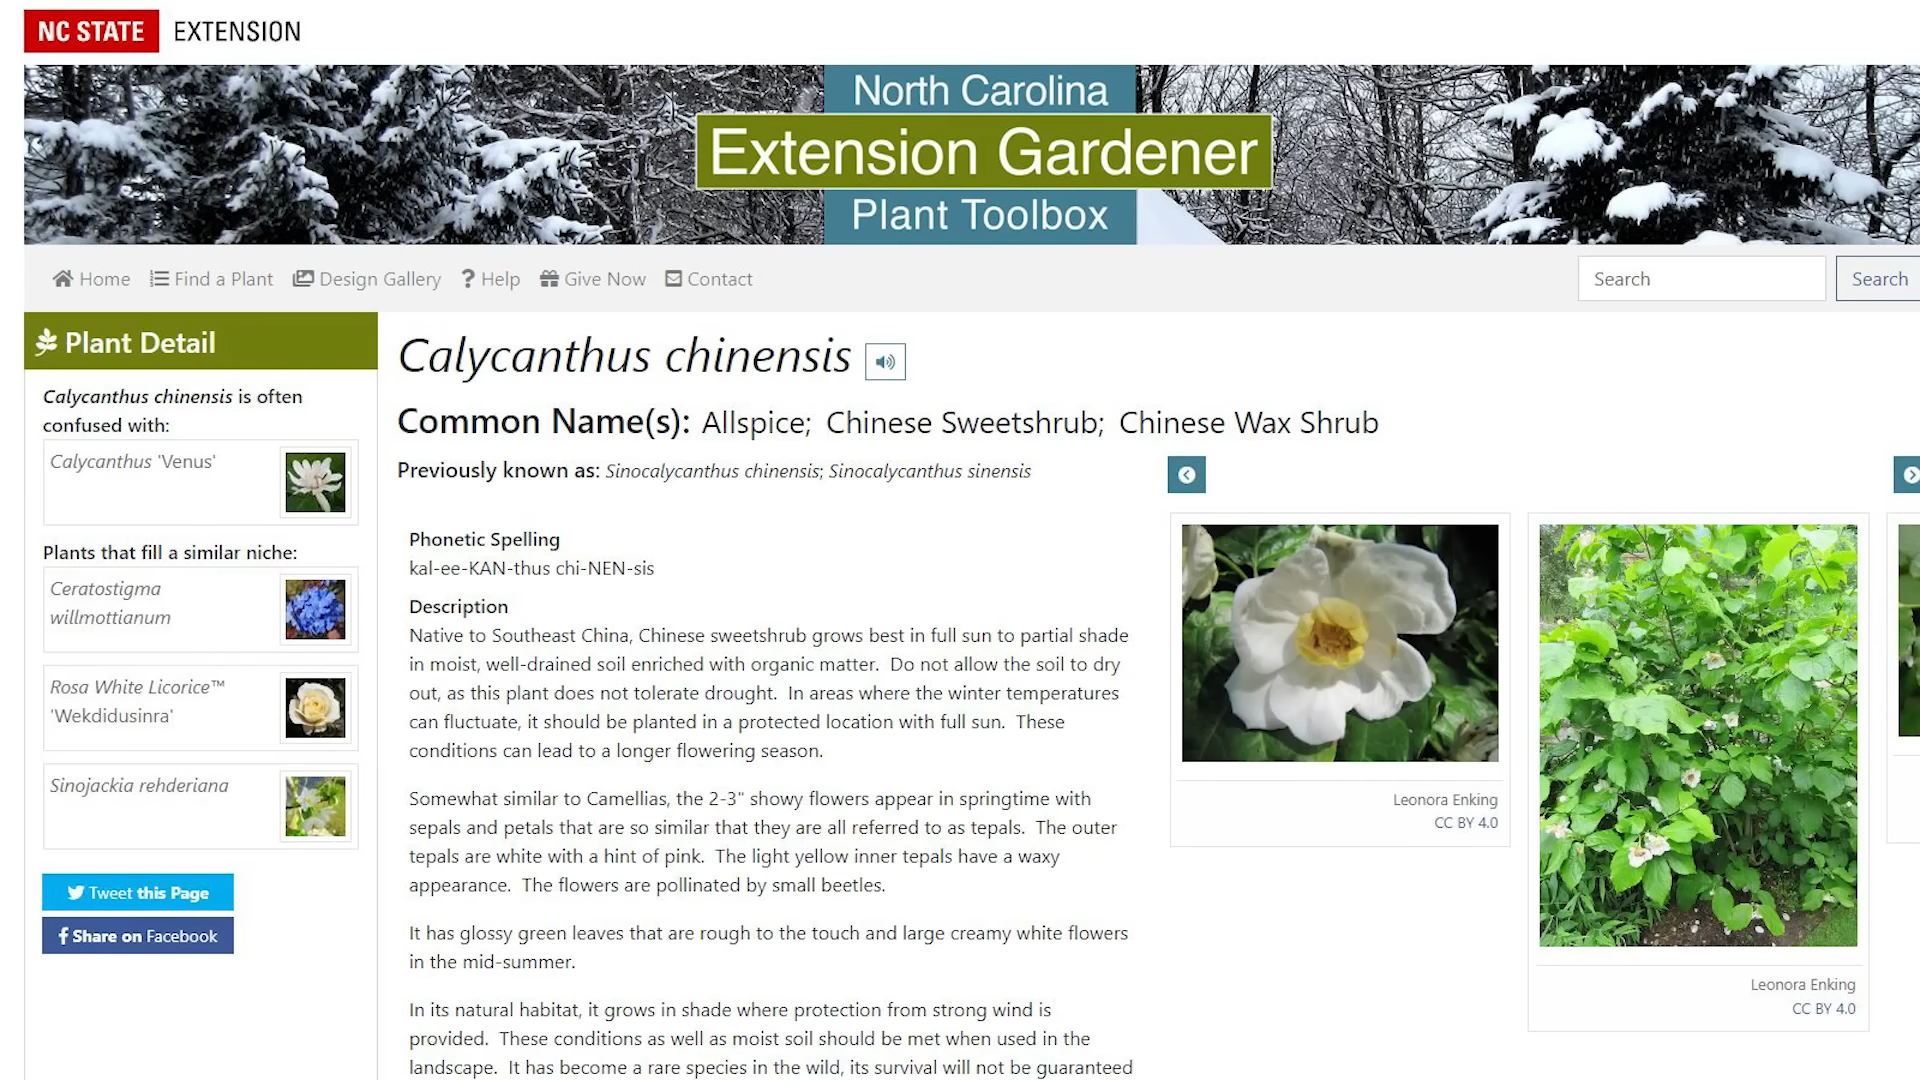 NC STATE EXTENSION
North Carolina
Extension Gardener
Plant Toolbox
Home Find a Plant Design Gallery Help Give Now Contact
Search Search
Plant Detail
Calycanthus chinensis is often
confused with:
Calycanthus 'Venus'
Plants that fill a similar niche:
Ceratostigma
willmottianum
Rosa White Licorice™
'Wekdidusinra'
Sinojackia rehderiana
Tweet this Page
Share on Facebook
Calycanthus chinensis
Common Name(s): Allspice; Chinese Sweetshrub; Chinese Wax Shrub
Previously known as: Sinocalycanthus chinensis; Sinocalycanthus sinensis
Phonetic Spelling
kal-ee-KAN-thus chi-NEN-sis
Description
Native to Southeast China, Chinese sweetshrub grows best in full sun to partial shade
in moist, well-drained soil enriched with organic matter. Do not allow the soil to dry
out, as this plant does not tolerate drought. In areas where the winter temperatures
can fluctuate, it should be planted in a protected location with full sun. These
conditions can lead to a longer flowering season.
Somewhat similar to Camellias, the 2-3" showy flowers appear in springtime with
sepals and petals that are so similar that they are all referred to as tepals. The outer
tepals are white with a hint of pink. The light yellow inner tepals have a waxy
appearance. The flowers are pollinated by small beetles.
It has glossy green leaves that are rough to the touch and large creamy white flowers
in the mid-summer.
In its natural habitat, it grows in shade where protection from strong wind is
provided. These conditions as well as moist soil should be met when used in the
landscape. It has become a rare species in the wild, its survival will not be guaranteed
Leonora Enking
CC BY 4.0
Leonora Enking
CC BY 4.0